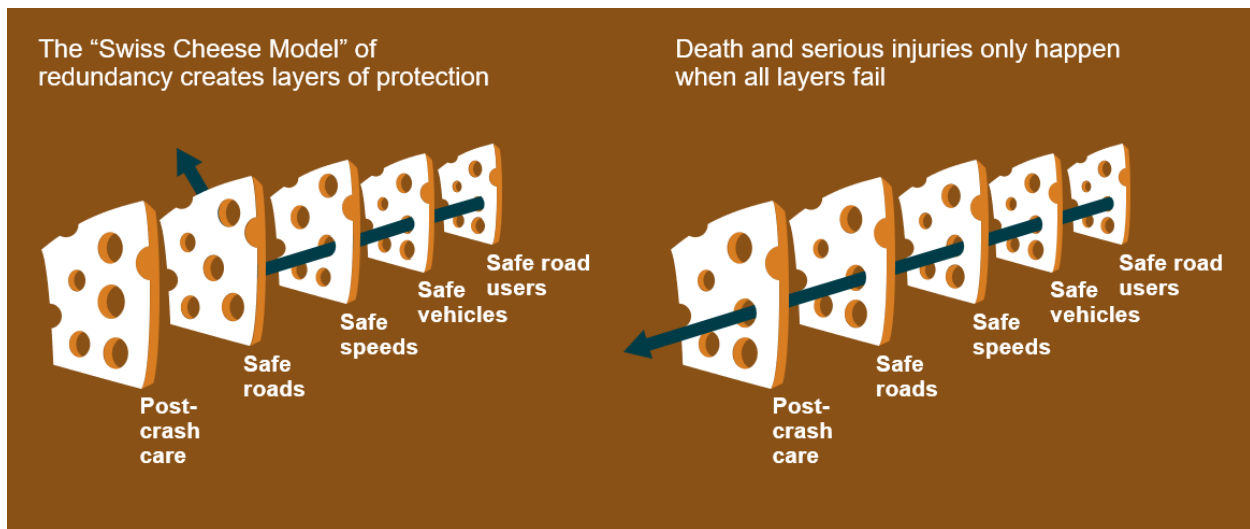 The “Swiss Cheese Model” of
redundancy creates layers of protection
Safe road
users
Safe
vehicles
Safe
speeds
Safe
roads
Post-
crash
care
Death and serious injuries only happen
when all layers fail
Safe road
users
Safe
vehicles
Safe
speeds
Safe
roads
Post-
crash
care